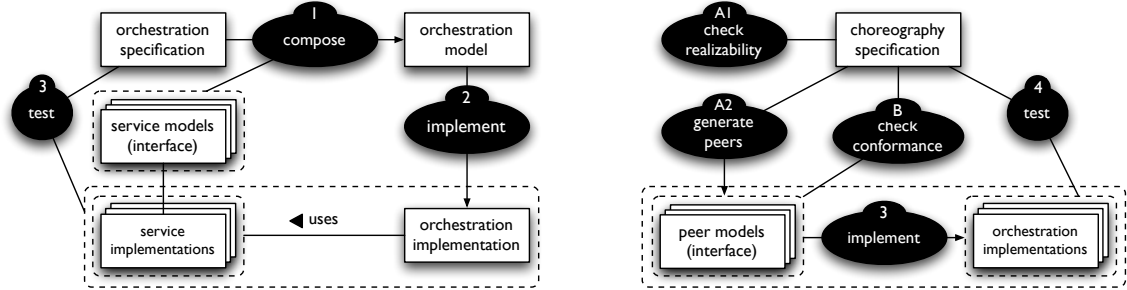 1
compose
orchestration
specification
orchestration
model
3
test
service models
(interface)
2
implement
service
implementations
uses
orchestration
implementation
A1
check
realizability
choreography
specification
A2
generate
peers
B
check
conformance
4
test
peer models
(interface)
3
implement
orchestration
implementations